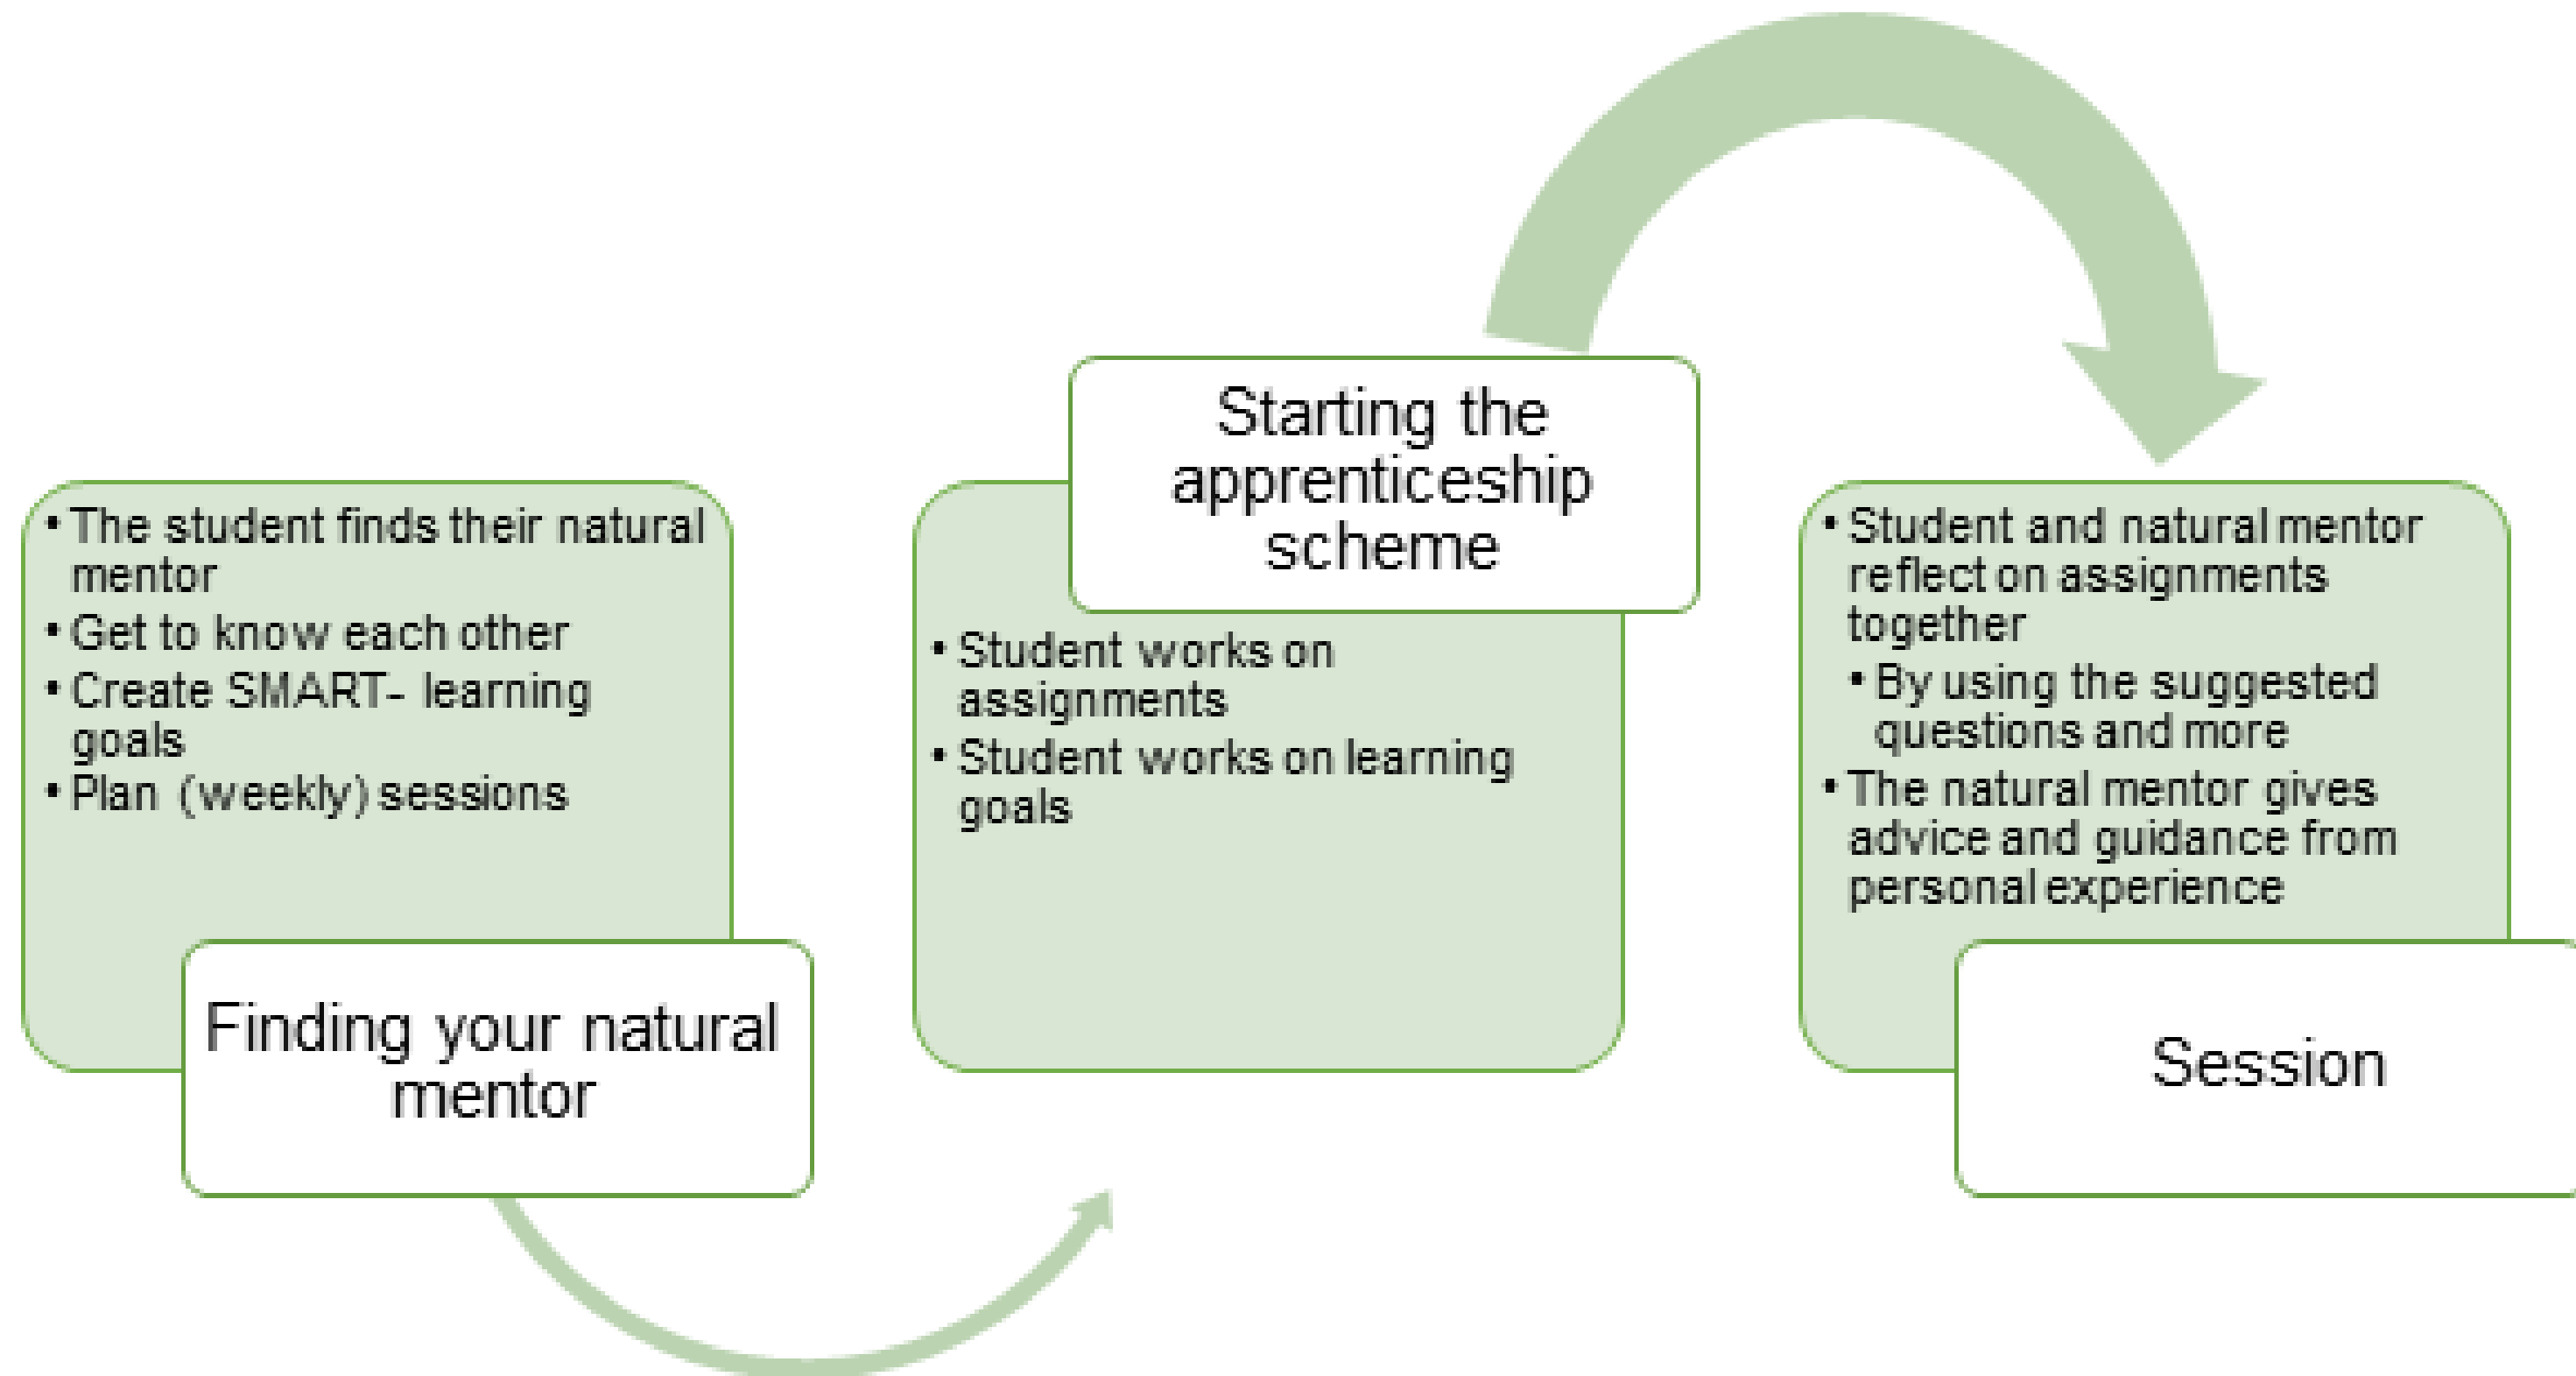 • The student finds their natural
mentor
• Get to know each other
• Create SMART- learning
goals
• Plan (weekly) sessions
Finding your natural
mentor
Starting the
apprenticeship
scheme
• Student works on
assignments
• Student works on learning
goals
• Student and natural mentor
reflect on assignments
together
• By using the suggested
questions and more
• The natural mentor gives
advice and guidance from
personal experience
Session